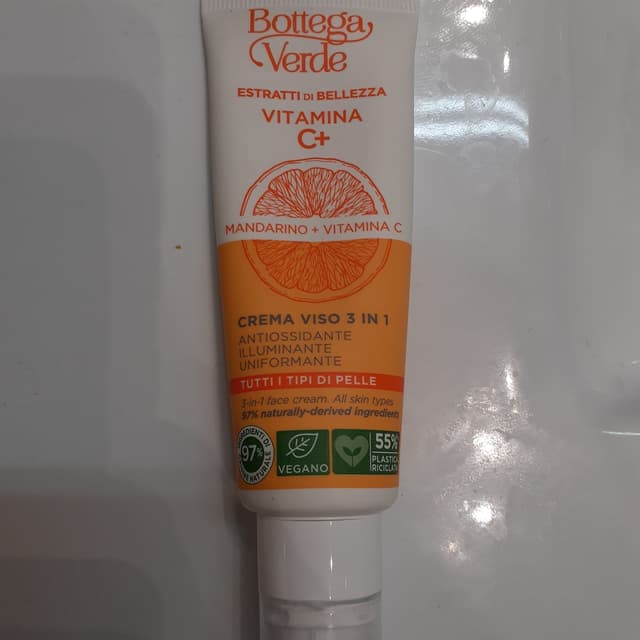 Bottega
Verde
ESTRATTI DI BELLEZZA
VITAMINA
C+
MANDARINO + VITAMINA C
CREMA VISO 3 IN 1
ANTIOSSIDANTE
ILLUMINANTE
UNIFORMANTE
TUTTI I TIPI DI PELLE
3-in-1 face cream. All skin types
97% naturally-derived ingredients
97%
VEGANO
55%
PLASTICA
RICICLATA